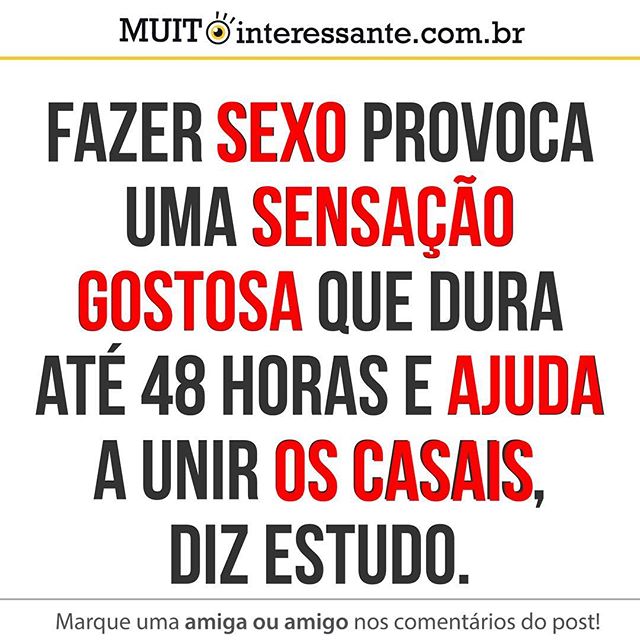 MUITOinteressante.com.br
FAZER SEXO PROVOCA
UMA SENSAÇÃO
GOSTOSA QUE DURA
ATÉ 48 HORAS E AJUDA
A UNIR OS CASAIS,
DIZ ESTUDO.
Marque uma amiga ou amigo nos comentários do post!